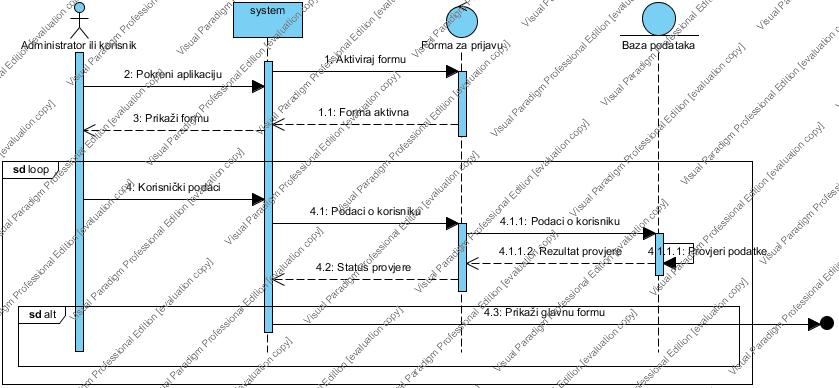 system
Administrator ili korisnik
Forma za prijavu
Baza podataka
1: Aktiviraj formu
2: Pokreni aplikaciju
1.1: Forma aktivna
3: Prikaži formu
sd loop
4: Korisnički podaci
4.1: Podaci o korisniku
4.1.1: Podaci o korisniku
4.1.1.1: Provjeri podatke
4.1.1.2: Rezultat provjere
4.2: Status provjere
sd alt
4.3: Prikaži glavnu formu
Visual Paradigm Professional Edition [evaluation copy]